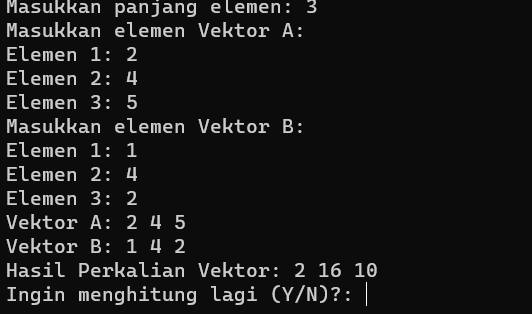 Masukkan panjang elemen: 3
Masukkan elemen Vektor A:
Elemen 1: 2
Elemen 2: 4
Elemen 3: 5
Masukkan elemen Vektor B:
Elemen 1: 1
Elemen 2: 4
Elemen 3: 2
Vektor A: 2 4 5
Vektor B: 1 4 2
Hasil Perkalian Vektor: 2 16 10
Ingin menghitung lagi (Y/N)?: